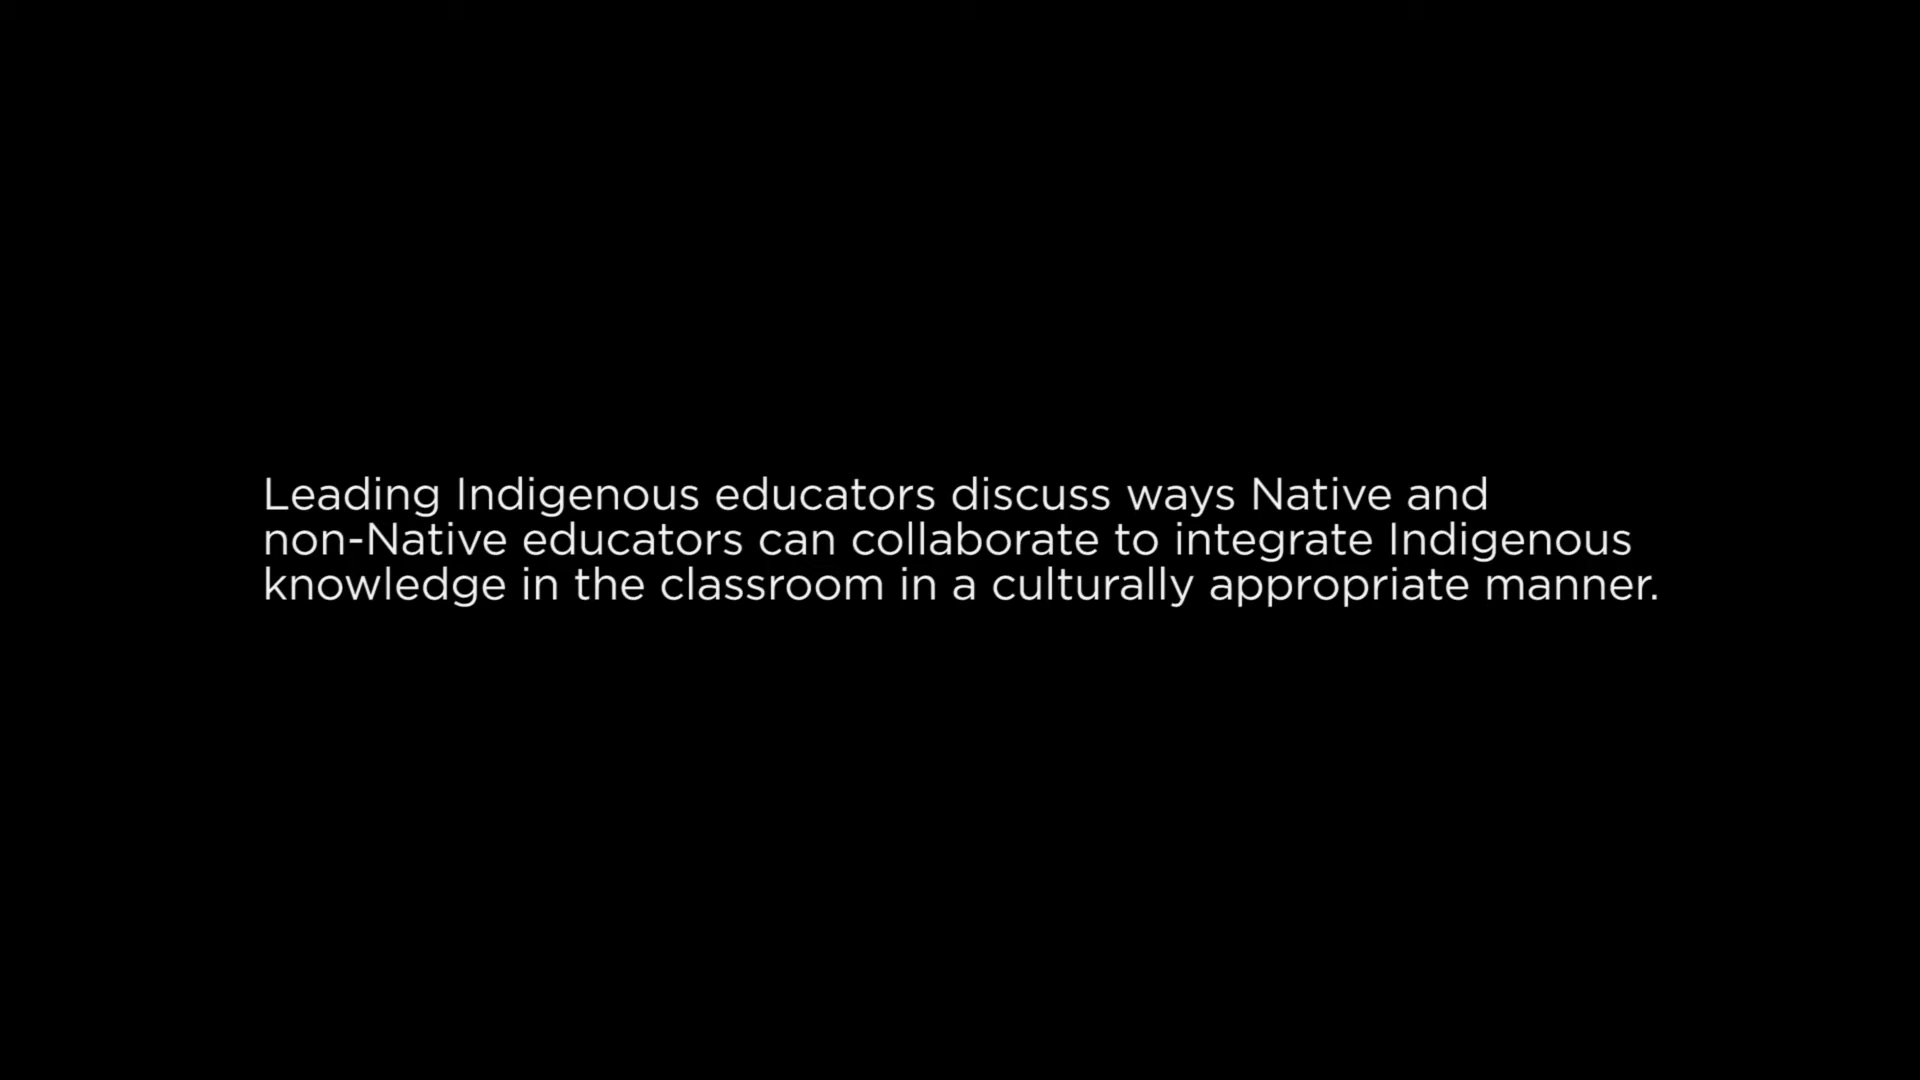 Leading Indigenous educators discuss ways Native and
non-Native educators can collaborate to integrate Indigenous
knowledge in the classroom in a culturally appropriate manner.